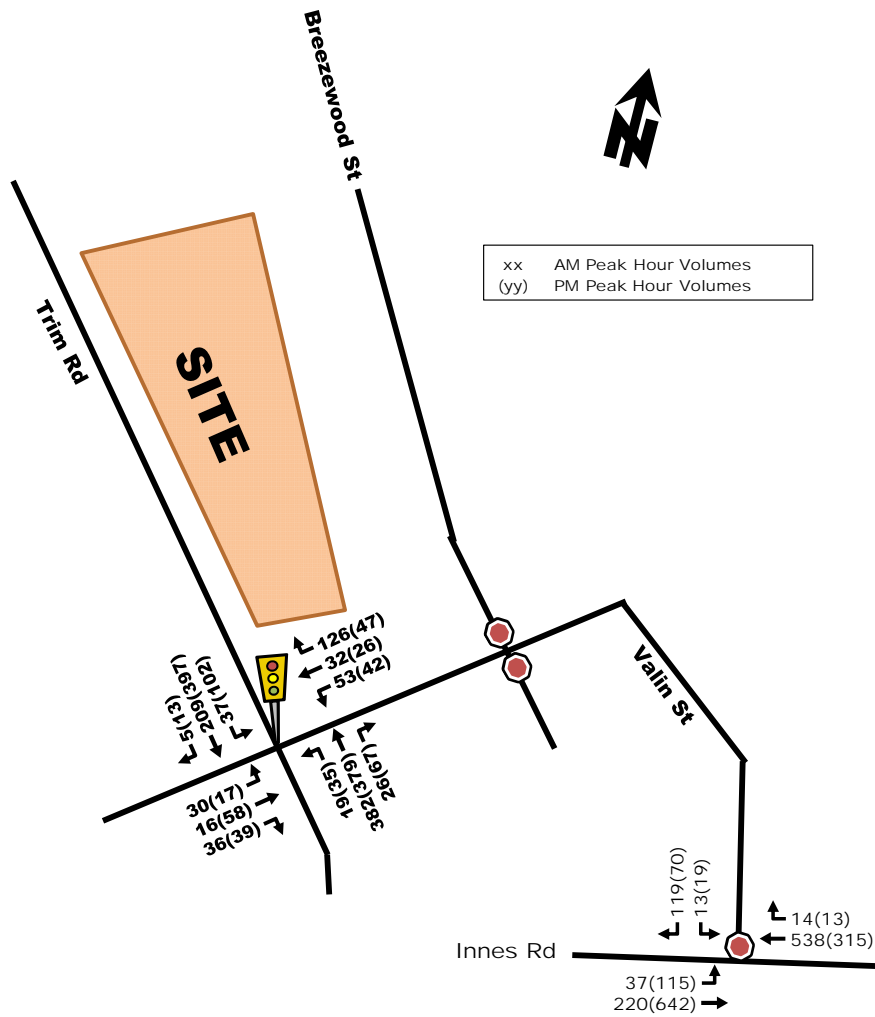 Breezewood St
N
xx AM Peak Hour Volumes
(yy) PM Peak Hour Volumes
Trim Rd
SITE
126(47)
32(26)
53(42)
5(13)
209(397)
37(102)
Valin St
30(17)
16(58)
36(39)
19(35)
382(379)
26(67)
119(70)
13(19)
14(13)
538(315)
Innes Rd
37(115)
220(642)